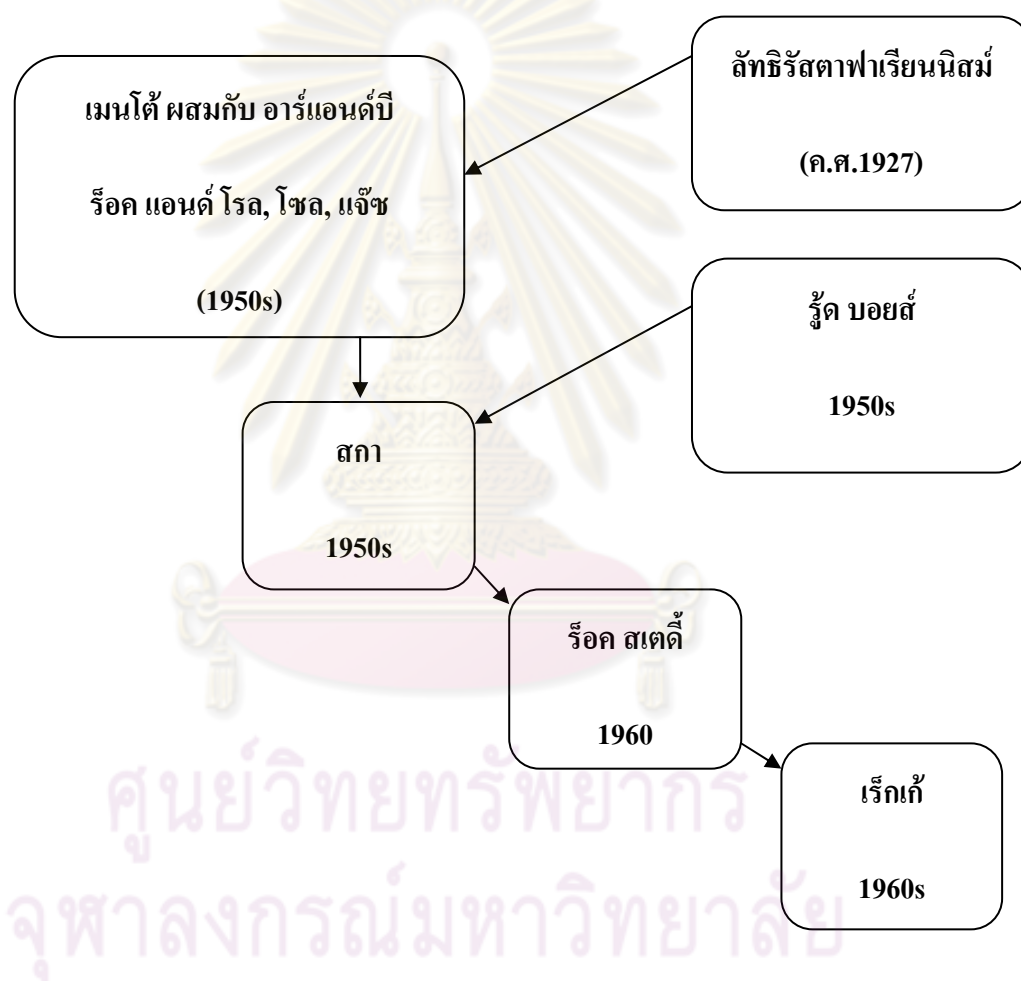 ลัทธิรัสตาฟาเรียนนิสม์
(ค.ศ.1927)
เมนโต้ ผสมกับ อาร์แอนด์บี
ร็อค แอนด์ โรล, โซล, แจ๊ซ
(1950s)
รู้ด บอยส์
1950s
สกา
1950s
ร็อค สเตดี้
1960
เร็กเก้
1960s
ศูนย์วิทยทรัพยากร
จุฬาลงกรณ์มหาวิทยาลัย